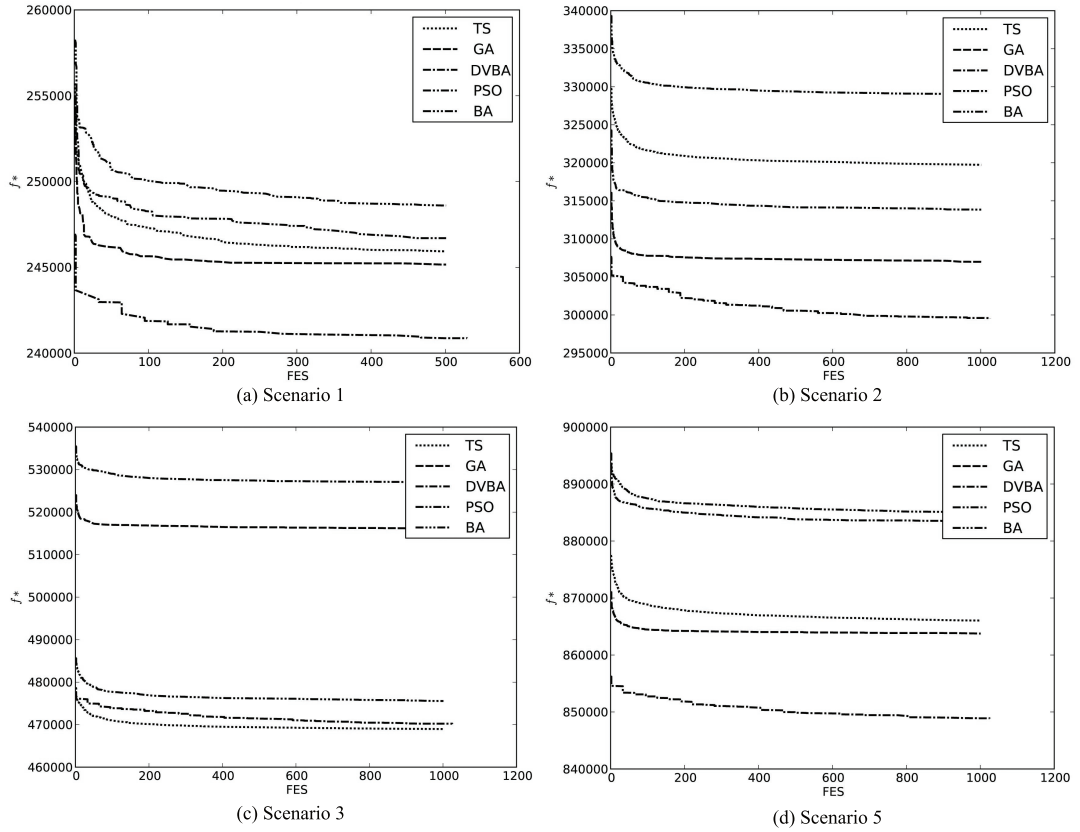 260000
255000
250000
245000
240000
f*
0 100 200 300 400 500 600
FES
TS
GA
DVBA
PSO
BA
(a) Scenario 1
340000
335000
330000
325000
320000
315000
310000
305000
300000
295000
f*
0 200 400 600 800 1000 1200
FES
TS
GA
DVBA
PSO
BA
(b) Scenario 2
540000
530000
520000
510000
500000
490000
480000
470000
460000
f*
0 200 400 600 800 1000 1200
FES
TS
GA
DVBA
PSO
BA
(c) Scenario 3
900000
890000
880000
870000
860000
850000
840000
f*
0 200 400 600 800 1000 1200
FES
TS
GA
DVBA
PSO
BA
(d) Scenario 5